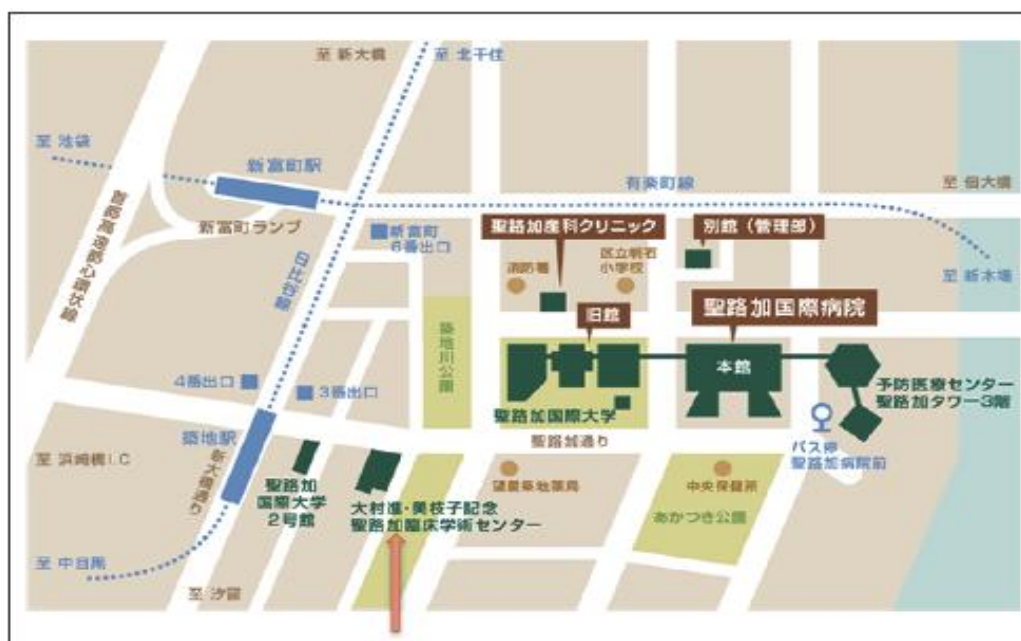 至 新大橋
至 北千住
至 池袋
新富町駅
有楽町線
至 佃大橋
首都高速都心環状線
新富町ランプ
新富町
6番出口
日比谷線
聖路加産科クリニック
別館（管理部）
消防署
区立明石
小学校
至 新木場
旧館
聖路加国際病院
築地川公園
本館
4番出口
3番出口
予防医療センター
聖路加タワー3階
聖路加国際大学
築地駅
聖路加通り
バス停
聖路加病院前
至 浜崎橋I.C
新大橋通り
聖路加
国際大学
2号館
大村進・美枝子記念
聖路加臨床学術センター
中央保健所
あかつき公園
至 中目黒
至 汐留